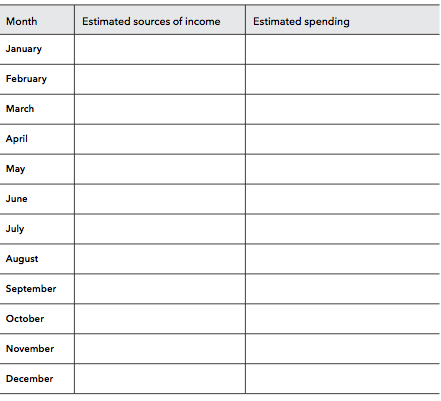 Month Estimated sources of income Estimated spending
January
February
March
April
May
June
July
August
September
October
November
December